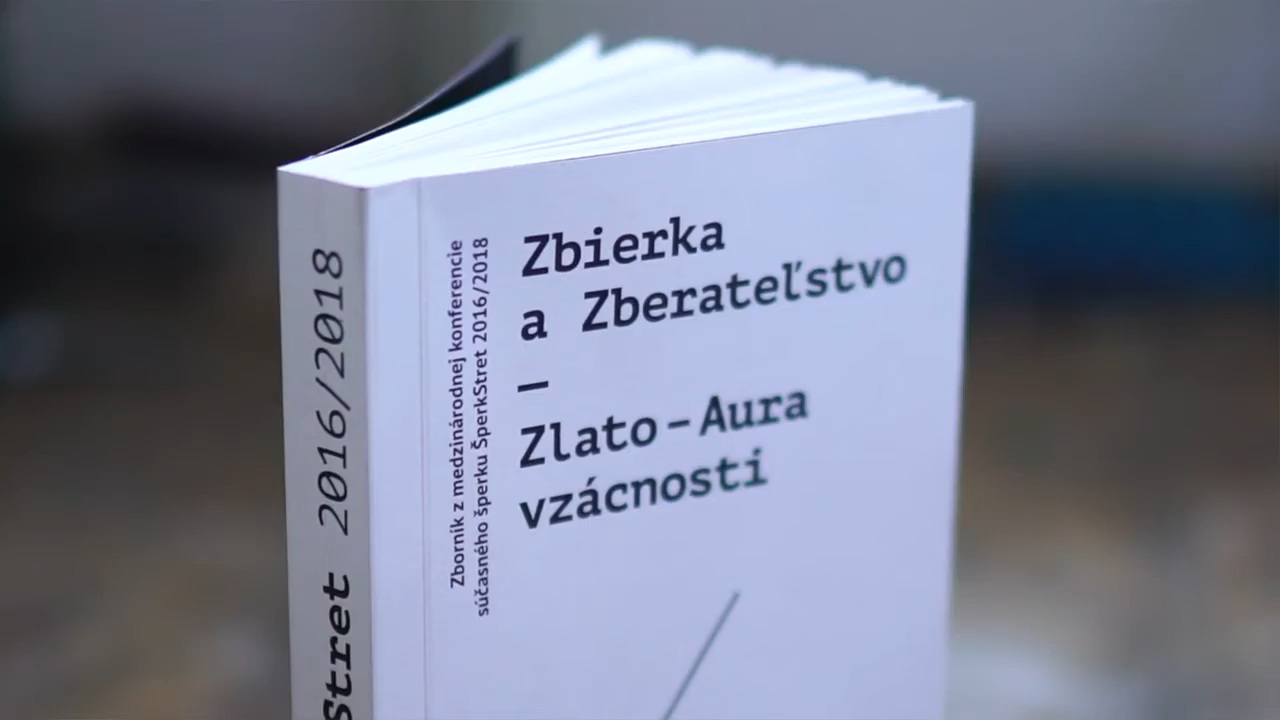 Stret 2016/2018
Zborník z medzinárodnej konferencie
súčasného šperku ŠperkStret 2016/2018
Zbierka
a Zberateľstvo
–
Zlato–Aura
vzácnosti